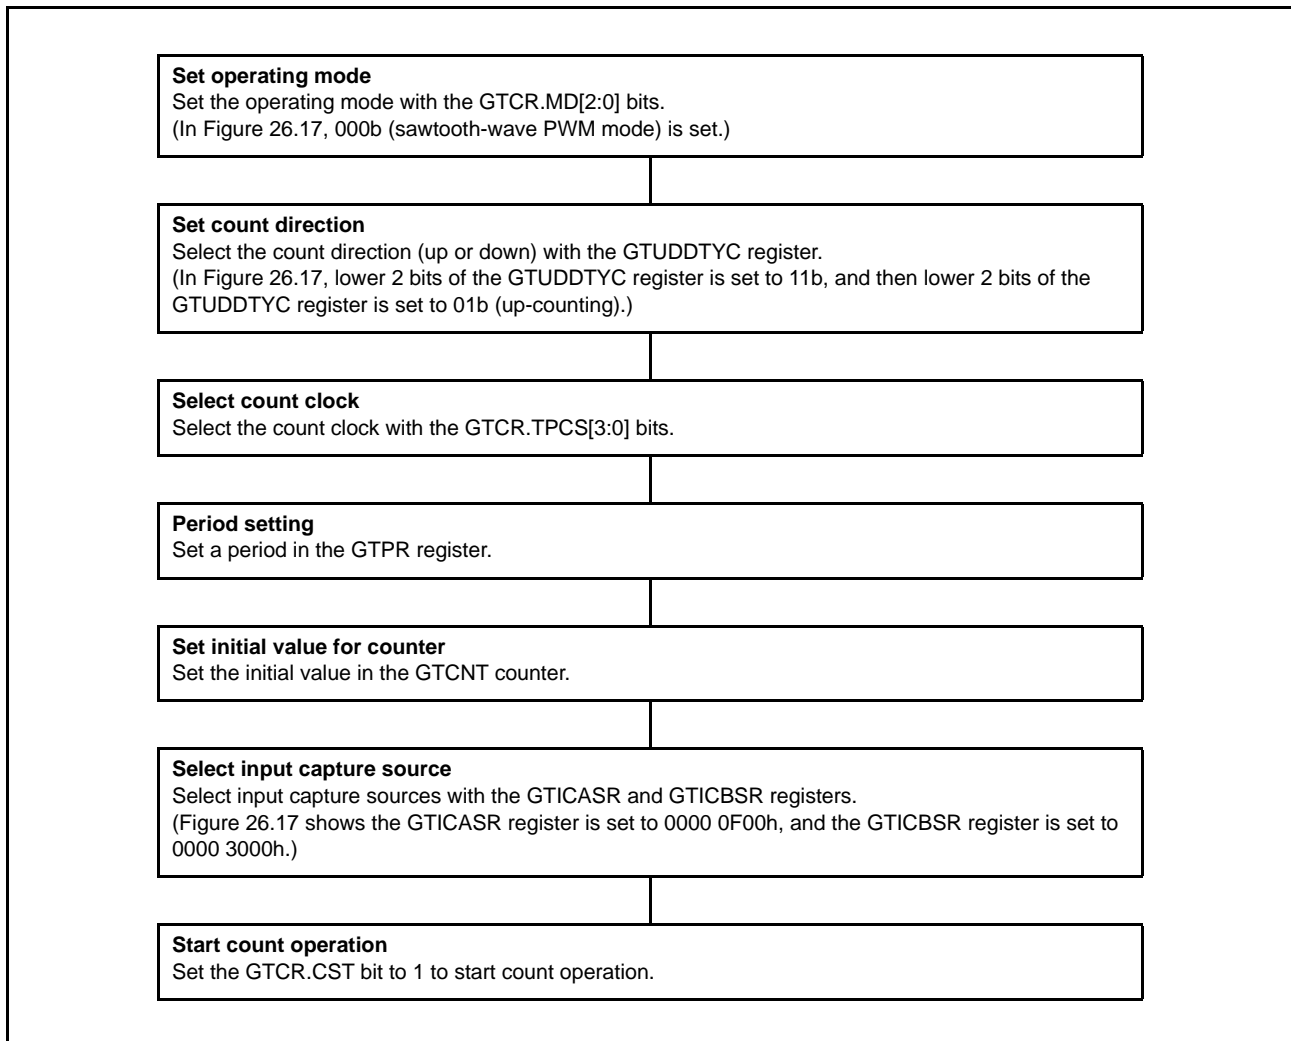 Set operating mode
Set the operating mode with the GTCR.MD[2:0] bits.
(In Figure 26.17, 000b (sawtooth-wave PWM mode) is set.)
Set count direction
Select the count direction (up or down) with the GTUDDTYC register.
(In Figure 26.17, lower 2 bits of the GTUDDTYC register is set to 11b, and then lower 2 bits of the
GTUDDTYC register is set to 01b (up-counting).)
Select count clock
Select the count clock with the GTCR.TPCS[3:0] bits.
Period setting
Set a period in the GTPR register.
Set initial value for counter
Set the initial value in the GTCNT counter.
Select input capture source
Select input capture sources with the GTICASR and GTICBSR registers.
(Figure 26.17 shows the GTICASR register is set to 0000 0F00h, and the GTICBSR register is set to
0000 3000h.)
Start count operation
Set the GTCR.CST bit to 1 to start count operation.